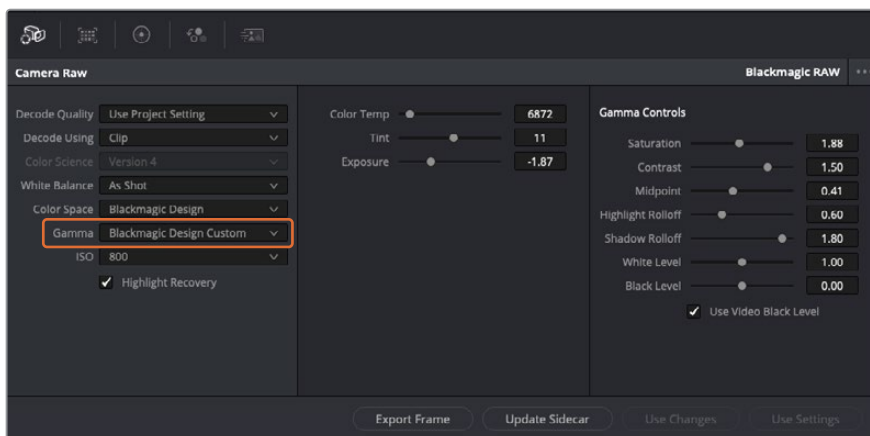 Camera Raw
Blackmagic RAW
Decode Quality Use Project Setting
Decode Using Clip
Color Science Version 4
White Balance As Shot
Color Space Blackmagic Design
Gamma Blackmagic Design Custom
ISO 800
Highlight Recovery
Color Temp 6872
Tint 11
Exposure -1.87
Gamma Controls
Saturation 1.88
Contrast 1.50
Midpoint 0.41
Highlight Rolloff 0.60
Shadow Rolloff 1.80
White Level 1.00
Black Level 0.00
Use Video Black Level
Export Frame
Update Sidecar
Use Changes
Use Settings